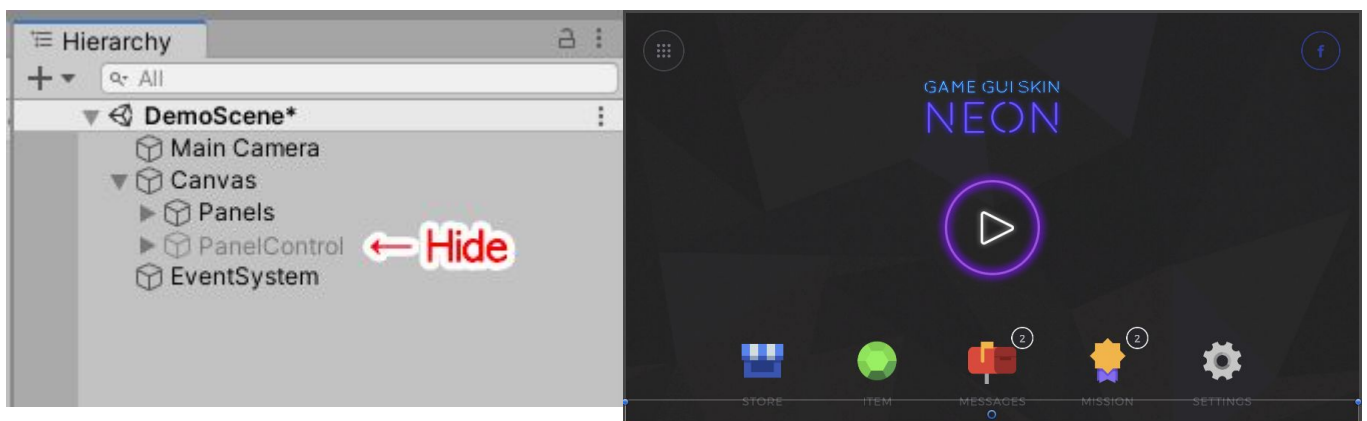 Hierarchy
All
DemoScene*
Main Camera
Canvas
Panels
PanelControl
←Hide
EventSystem
f
GAME GUI SKIN
NEON
2
2
STORE
ITEM
MESSAGES
MISSION
SETTINGS